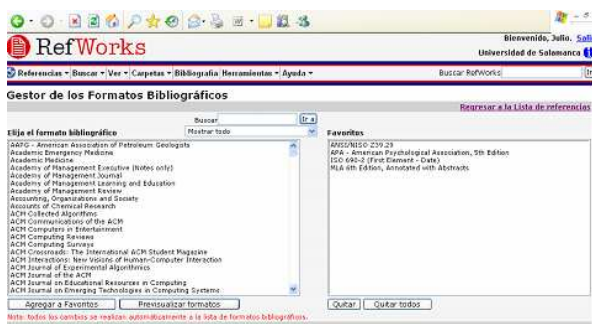 RefWorks
Bienvenido, Julio. Sali
Universidad de Salamanca
Referencias Buscar Ver Carpetas Bibliografía Herramientas Ayuda Buscar RefWorks
Gestor de los Formatos Bibliográficos
Regresar a la Lista de referencias
Buscar Ir a
Elija el formato bibliográfico Mostrar todo Favoritos
AAPG - American Association of Petroleum Geologists
Academic Emergency Medicine
Academic Medicine
Academy of Management Executive (Notes only)
Academy of Management Journal
Academy of Management Learning and Education
Academy of Management Review
Accounting, Organizations and Society
Accounts of Chemical Research
ACM Collected Algorithms
ACM Communications of the ACM
ACM Computers in Entertainment
ACM Computing Reviews
ACM Computing Surveys
ACM Crossroads: The International ACM Student Magazine
ACM Interactions: New Visions of Human-Computer Interaction
ACM Journal of Experimental Algorithmics
ACM Journal of the ACM
ACM Journal on Educational Resources in Computing
ACM Journal on Emerging Technologies in Computing Systems
ANSI/NISO Z39.29
APA - American Psychological Association, 5th Edition
ISO 690-2 (First Element - Date)
MLA 6th Edition, Annotated with Abstracts
Agregar a Favoritos Previsualizar formatos Quitar Quitar todos
Nota: todos los cambios se realizan automáticamente a la lista de formatos bibliográficos.